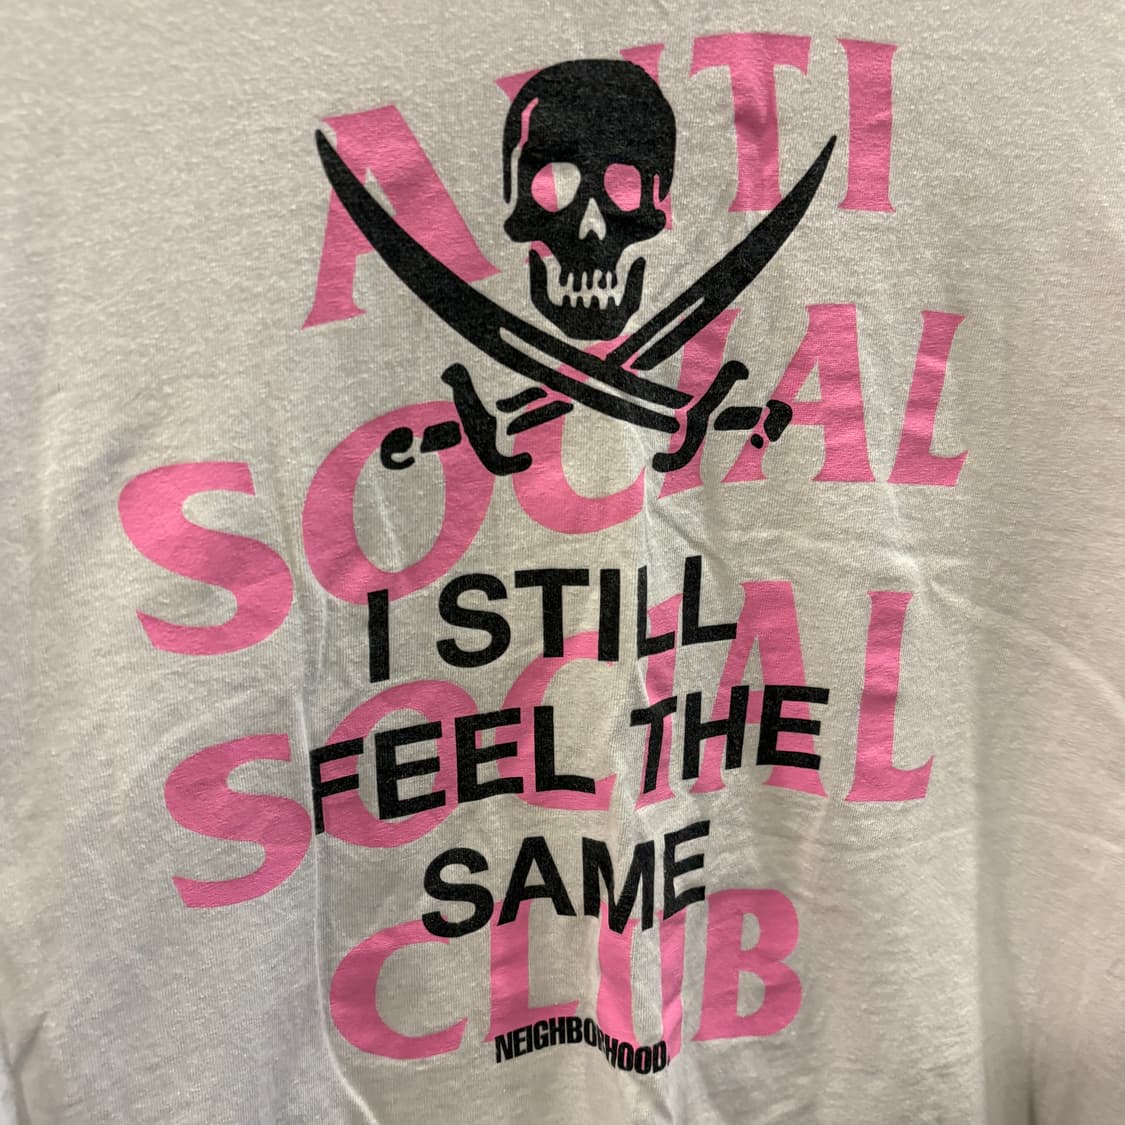 ANTI
SOCIAL
I STILL
SOCIAL
FEEL THE
SAME
CLUB
NEIGHBORHOOD.